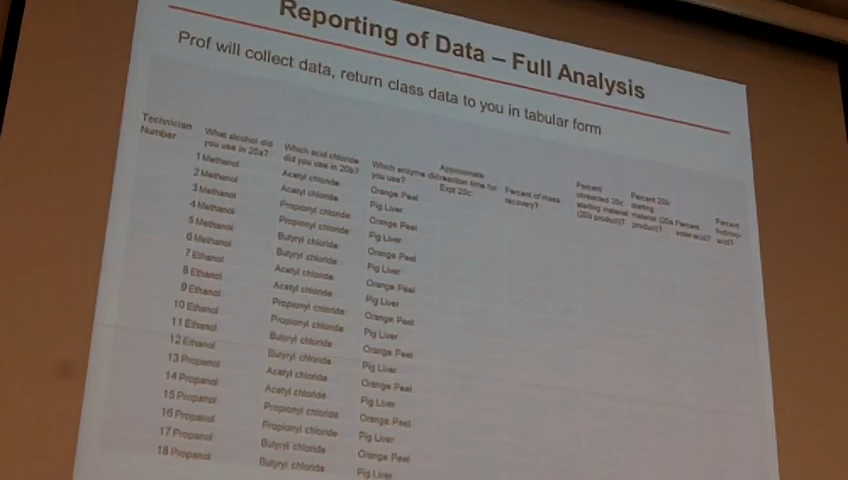 Reporting of Data – Full Analysis
Prof will collect data, return class data to you in tabular form
Technician Number
What alcohol did you use in 20a?
Which acid chloride did you use in 20b?
Which enzyme did you use?
Approximate reaction time for Expt 20c:
Percent of mass recovery?
Percent unreacted 20c starting material (20b product)?
Percent 20b starting material (20a product)?
Percent ester-acid?
Percent hydroxy-acid?
1 Methanol Acetyl chloride Orange Peel
2 Methanol Acetyl chloride Pig Liver
3 Methanol Propionyl chloride Orange Peel
4 Methanol Propionyl chloride Pig Liver
5 Methanol Butyryl chloride Orange Peel
6 Methanol Butyryl chloride Pig Liver
7 Ethanol Acetyl chloride Orange Peel
8 Ethanol Acetyl chloride Pig Liver
9 Ethanol Propionyl chloride Orange Peel
10 Ethanol Propionyl chloride Pig Liver
11 Ethanol Butyryl chloride Orange Peel
12 Ethanol Butyryl chloride Pig Liver
13 Propanol Acetyl chloride Orange Peel
14 Propanol Acetyl chloride Pig Liver
15 Propanol Propionyl chloride Orange Peel
16 Propanol Propionyl chloride Pig Liver
17 Propanol Butyryl chloride Orange Peel
18 Propanol Butyryl chloride Pig Liver